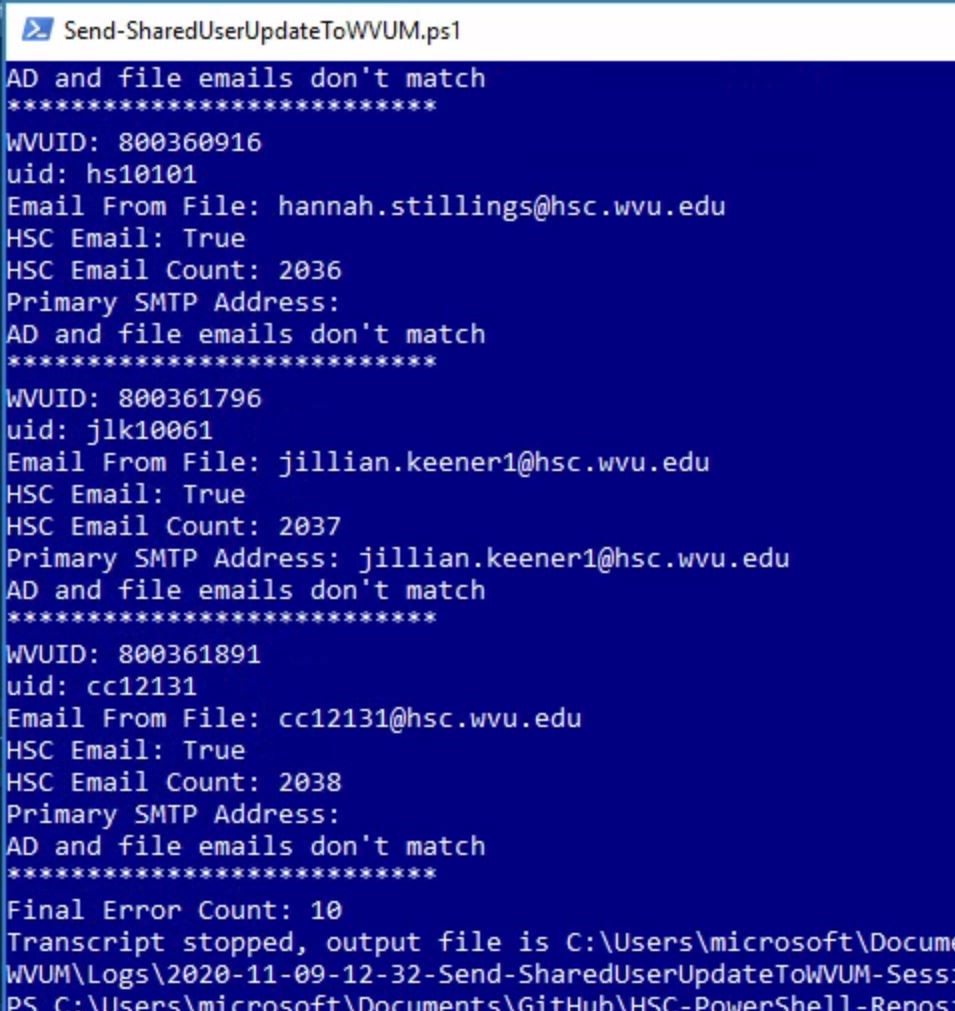 Send-SharedUserUpdateToWVUM.ps1
AD and file emails don't match
***************************
WVUID: 800360916
uid: hs10101
Email From File: hannah.stillings@hsc.wvu.edu
HSC Email: True
HSC Email Count: 2036
Primary SMTP Address:
AD and file emails don't match
***************************
WVUID: 800361796
uid: jlk10061
Email From File: jillian.keener1@hsc.wvu.edu
HSC Email: True
HSC Email Count: 2037
Primary SMTP Address: jillian.keener1@hsc.wvu.edu
AD and file emails don't match
***************************
WVUID: 800361891
uid: cc12131
Email From File: cc12131@hsc.wvu.edu
HSC Email: True
HSC Email Count: 2038
Primary SMTP Address:
AD and file emails don't match
***************************
Final Error Count: 10
Transcript stopped, output file is C:\Users\microsoft\Docume
WVUM\Logs\2020-11-09-12-32-Send-SharedUserUpdateToWVUM-Sess
PS C:\Users\microsoft\Documents\GitHub\HSC-PowerShell-Repos